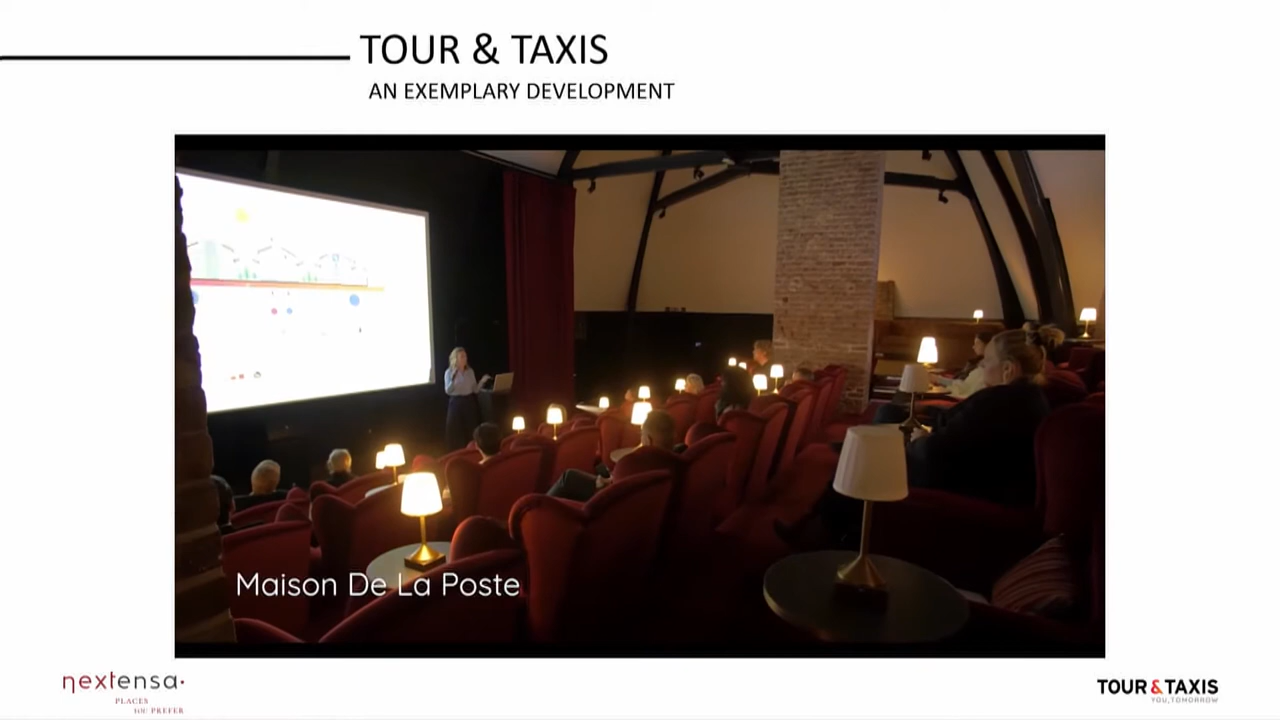 TOUR & TAXIS
AN EXEMPLARY DEVELOPMENT
Maison De La Poste
nextensa.
PLACES
YOU PREFER
TOUR & TAXIS
YOU, TOMORROW